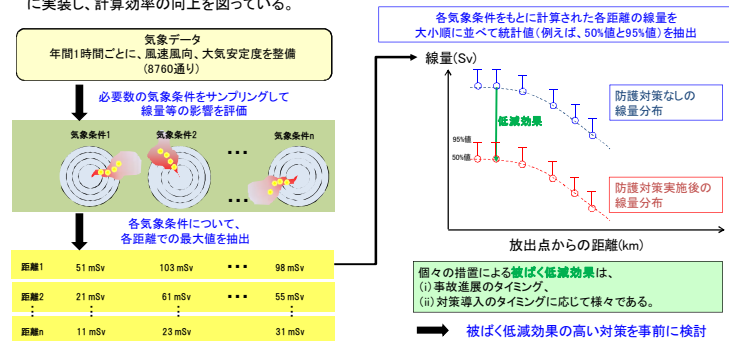 に実装し、計算効率の向上を図っている。
気象データ
年間1時間ごとに、風速風向、大気安定度を整備
(8760通り)
必要数の気象条件をサンプリングして
線量等の影響を評価
気象条件1 気象条件2 ・・・ 気象条件n
・・・
各気象条件について、
各距離での最大値を抽出
距離1 51 mSv 103 mSv ・・・ 98 mSv
距離2 21 mSv 61 mSv ・・・ 55 mSv
⋮ ⋮ ⋮ ⋮
距離n 11 mSv 23 mSv 31 mSv
各気象条件をもとに計算された各距離の線量を
大小順に並べて統計値(例えば、50%値と95%値)を抽出
線量(Sv)
防護対策なしの
線量分布
低減効果
95%値
50%値
防護対策実施後の
線量分布
放出点からの距離(km)
個々の措置による被ばく低減効果は、
(i)事故進展のタイミング、
(ii)対策導入のタイミングに応じて様々である。
被ばく低減効果の高い対策を事前に検討